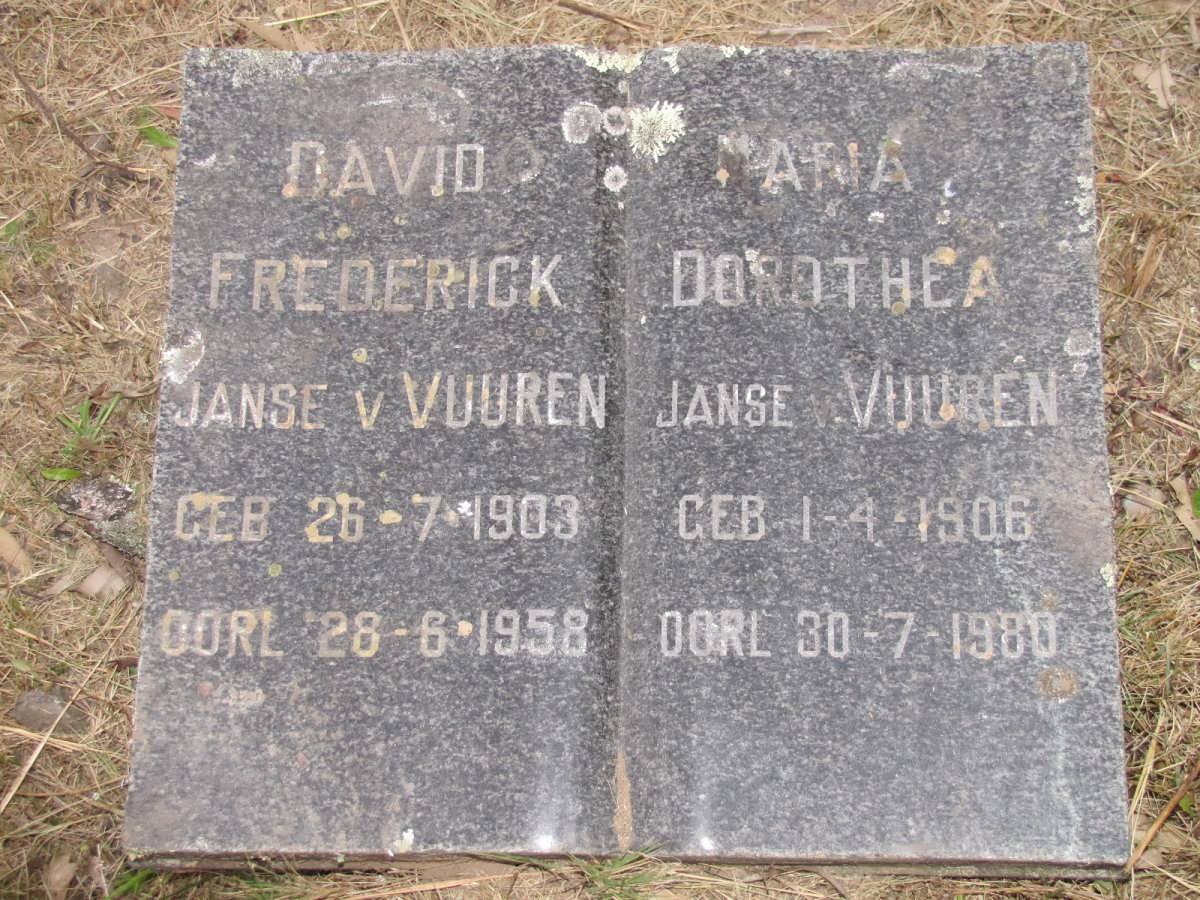 DAVID
FREDERICK
JANSE V VUUREN
GEB 26-7-1903
OORL 28-6-1958
MARIA
DOROTHEA
JANSE V. VUUREN
GEB 1-4-1906
OORL 30-7-1980